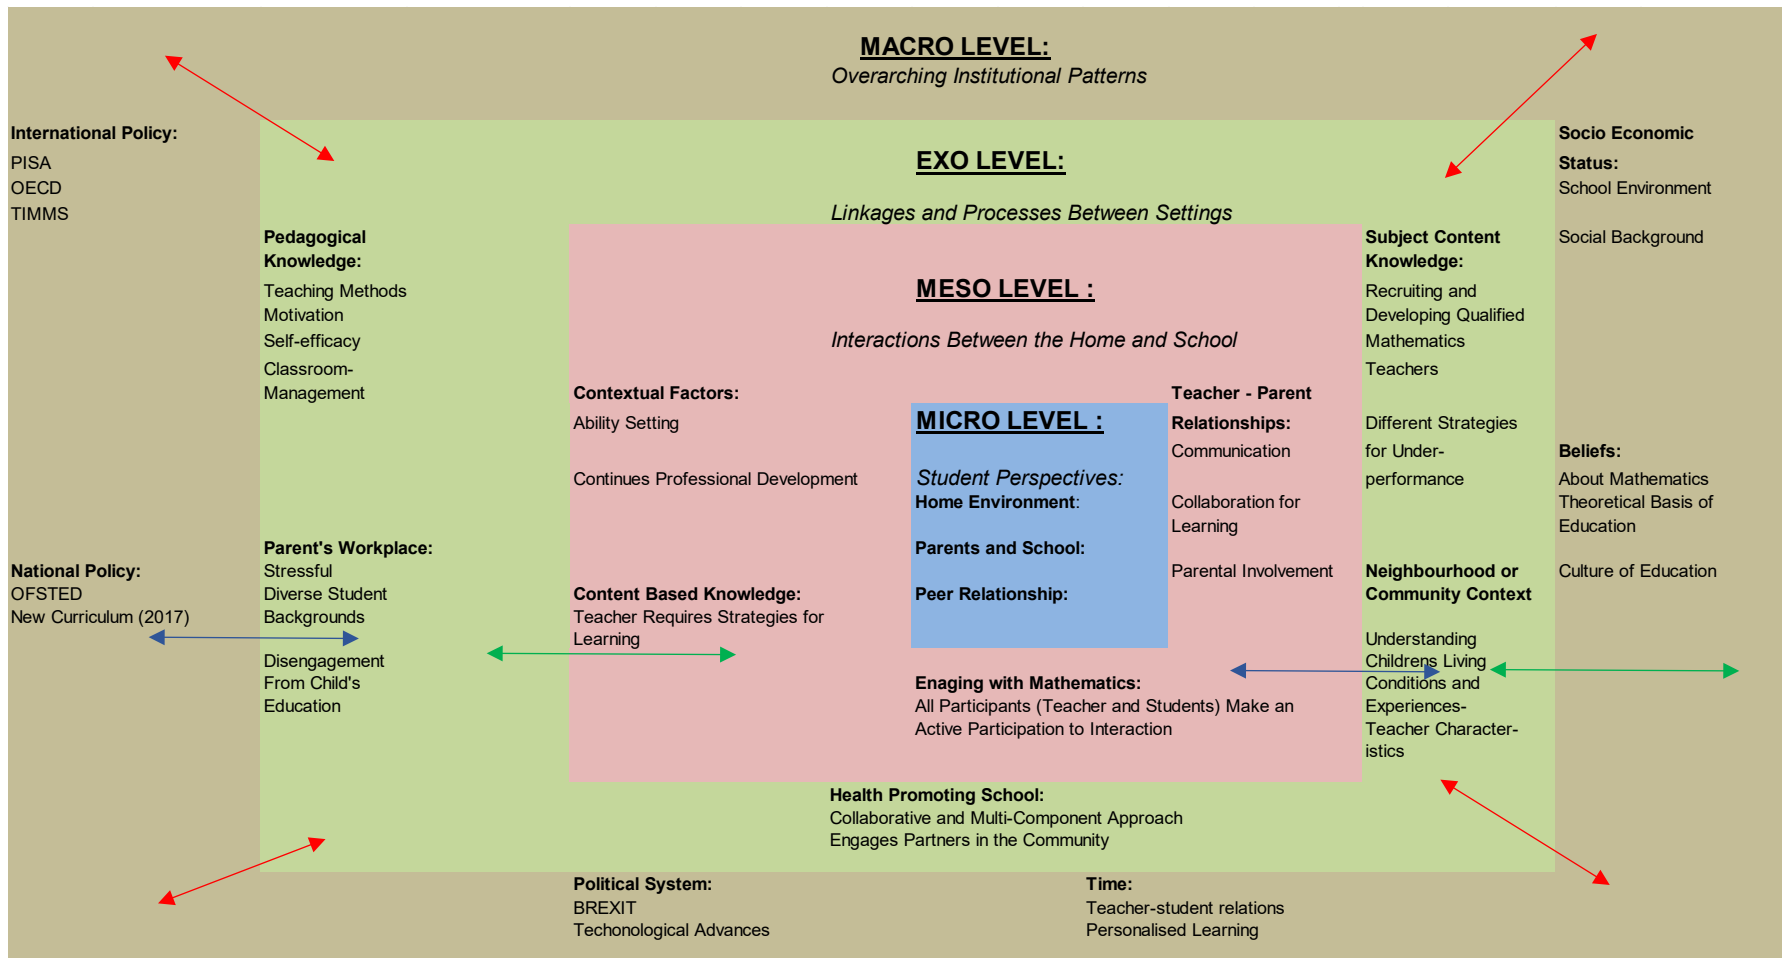 MACRO LEVEL:
Overarching Institutional Patterns
International Policy:
PISA
OECD
TIMMS
Socio Economic
Status:
School Environment
Social Background
EXO LEVEL:
Linkages and Processes Between Settings
Pedagogical
Knowledge:
Teaching Methods
Motivation
Self-efficacy
Classroom-
Management
Subject Content
Knowledge:
Recruiting and
Developing Qualified
Mathematics
Teachers
Different Strategies
for Under-
performance
MESO LEVEL :
Interactions Between the Home and School
Contextual Factors:
Ability Setting
Continues Professional Development
MICRO LEVEL :
Student Perspectives:
Home Environment:
Parents and School:
Peer Relationship:
Teacher - Parent
Relationships:
Communication
Collaboration for
Learning
Parental Involvement
Beliefs:
About Mathematics
Theoretical Basis of
Education
Culture of Education
National Policy:
OFSTED
New Curriculum (2017)
Parent's Workplace:
Stressful
Diverse Student
Backgrounds
Disengagement
From Child's
Education
Content Based Knowledge:
Teacher Requires Strategies for
Learning
Enaging with Mathematics:
All Participants (Teacher and Students) Make an
Active Participation to Interaction
Neighbourhood or
Community Context
Understanding
Childrens Living
Conditions and
Experiences-
Teacher Character-
istics
Health Promoting School:
Collaborative and Multi-Component Approach
Engages Partners in the Community
Political System:
BREXIT
Techonological Advances
Time:
Teacher-student relations
Personalised Learning